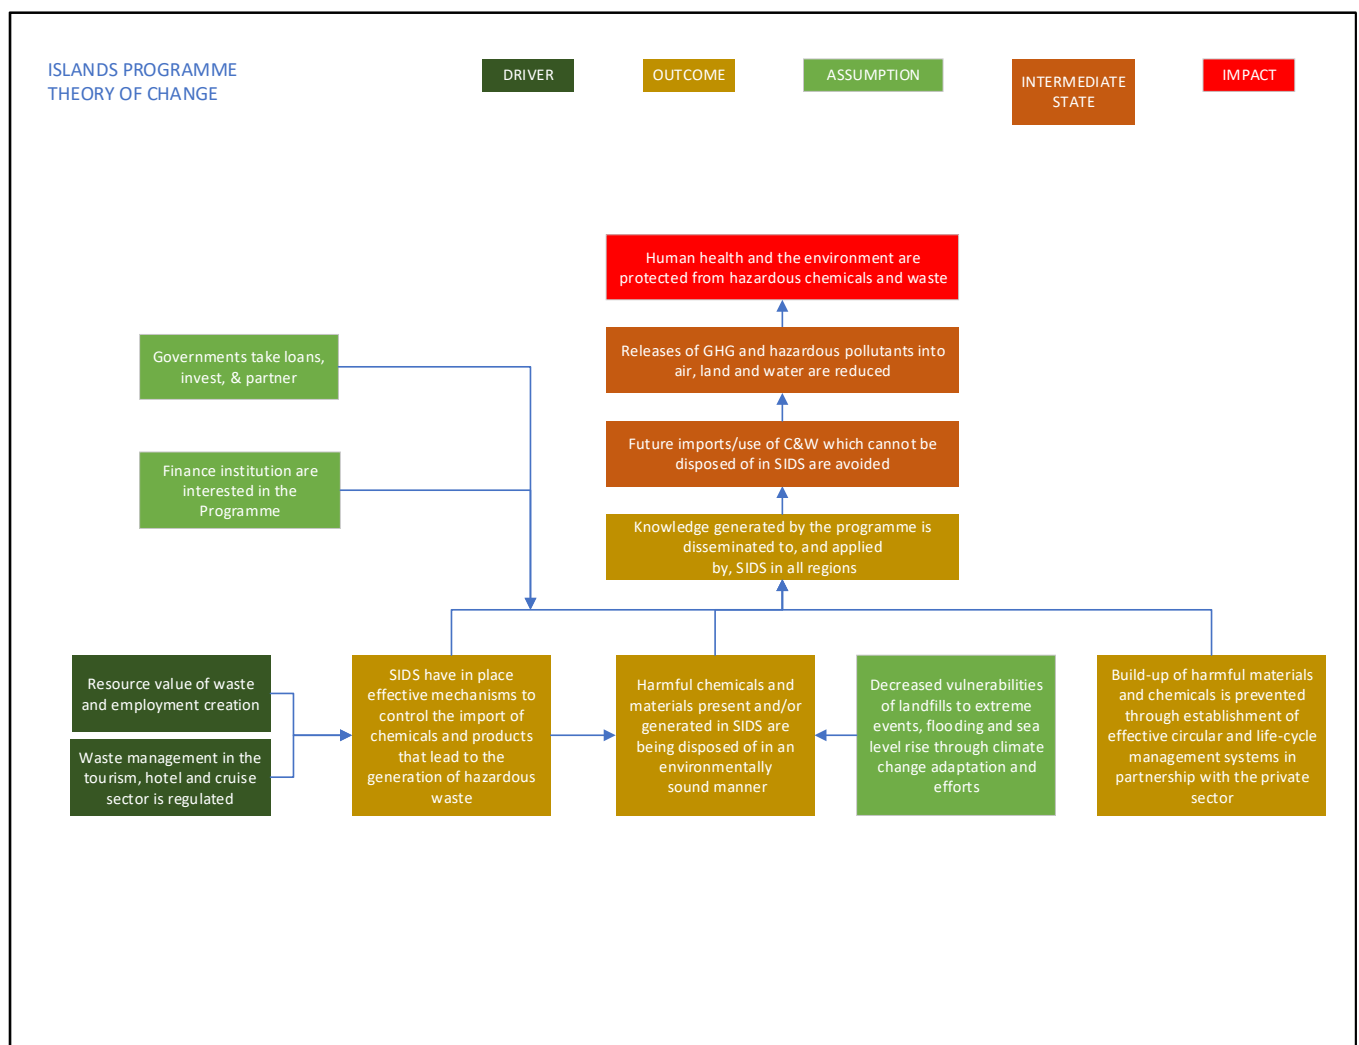 ISLANDS PROGRAMME
THEORY OF CHANGE
DRIVER
OUTCOME
ASSUMPTION
INTERMEDIATE
STATE
IMPACT
Human health and the environment are
protected from hazardous chemicals and waste
Governments take loans,
invest, & partner
Releases of GHG and hazardous pollutants into
air, land and water are reduced
Future imports/use of C&W which cannot be
disposed of in SIDS are avoided
Finance institution are
interested in the
Programme
Knowledge generated by the programme is
disseminated to, and applied
by, SIDS in all regions
Resource value of waste
and employment creation
Waste management in the
tourism, hotel and cruise
sector is regulated
SIDS have in place
effective mechanisms to
control the import of
chemicals and products
that lead to the
generation of hazardous
waste
Harmful chemicals and
materials present and/or
generated in SIDS are
being disposed of in an
environmentally
sound manner
Decreased vulnerabilities
of landfills to extreme
events, flooding and sea
level rise through climate
change adaptation and
efforts
Build-up of harmful materials
and chemicals is prevented
through establishment of
effective circular and life-cycle
management systems in
partnership with the private
sector